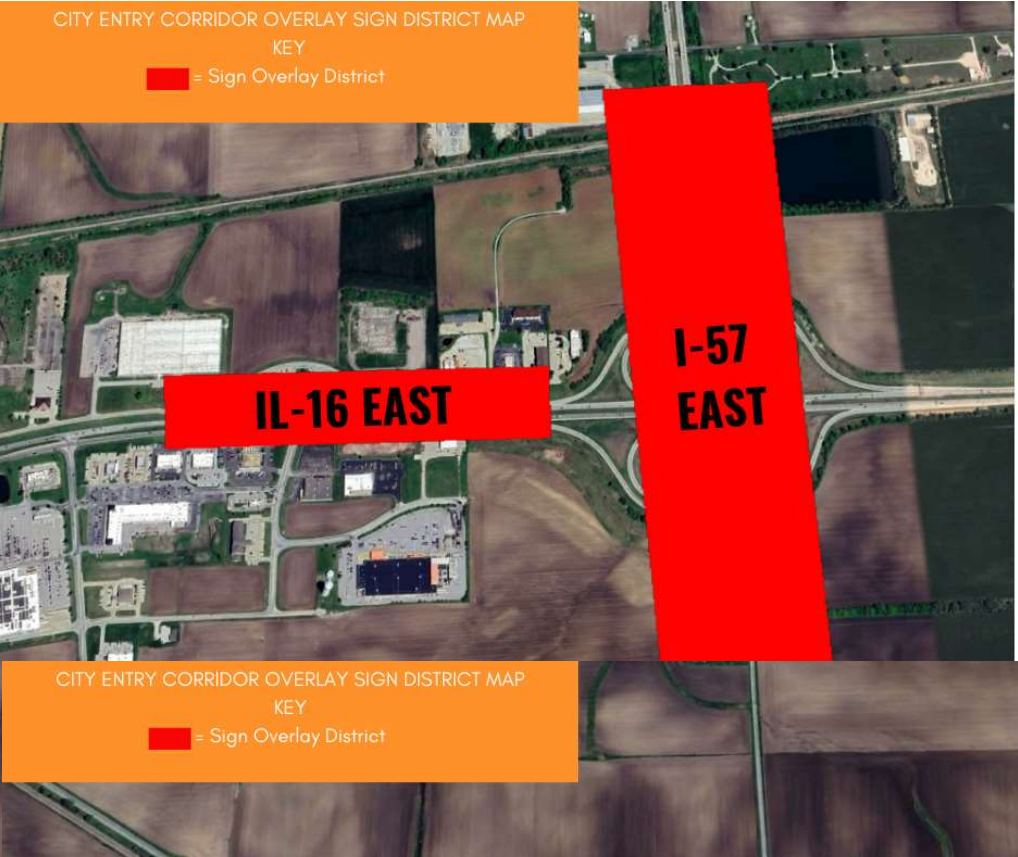 CITY ENTRY CORRIDOR OVERLAY SIGN DISTRICT MAP
KEY
= Sign Overlay District
I-57
EAST
IL-16 EAST
CITY ENTRY CORRIDOR OVERLAY SIGN DISTRICT MAP
KEY
= Sign Overlay District